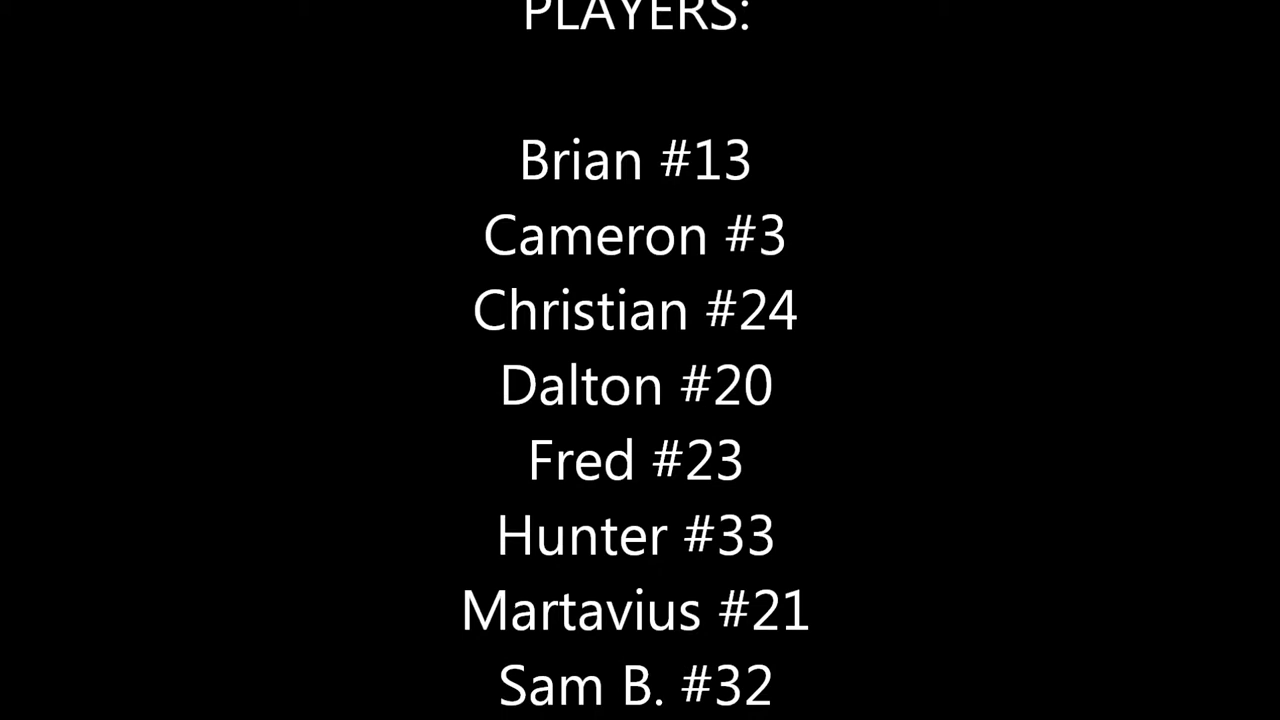 PLAYERS:
Brian #13
Cameron #3
Christian #24
Dalton #20
Fred #23
Hunter #33
Martavius #21
Sam B. #32